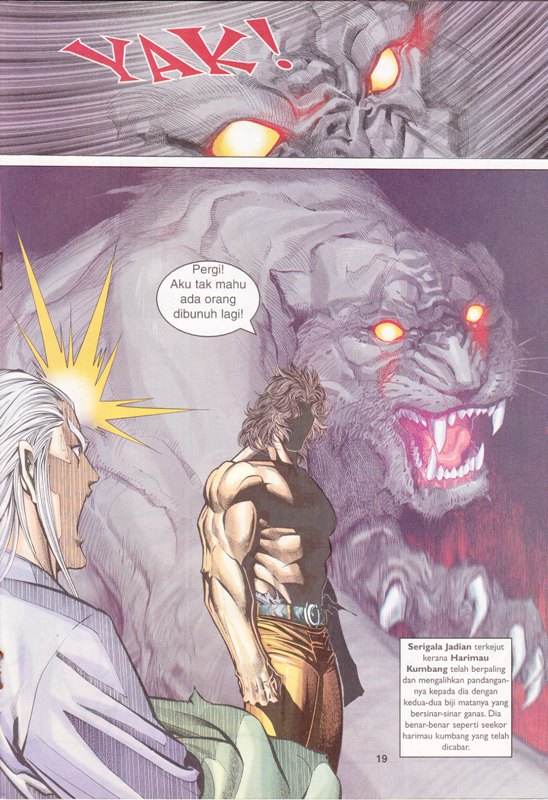 YAK!
Pergi!
Aku tak mahu
ada orang
dibunuh lagi!
Serigala Jadian terkejut
kerana Harimau
Kumbang telah berpaling
dan mengalihkan pandangan-
nya kepada dia dengan
kedua-dua biji matanya yang
bersinar-sinar ganas. Dia
benar-benar seperti seekor
harimau kumbang yang telah
dicabar.
19